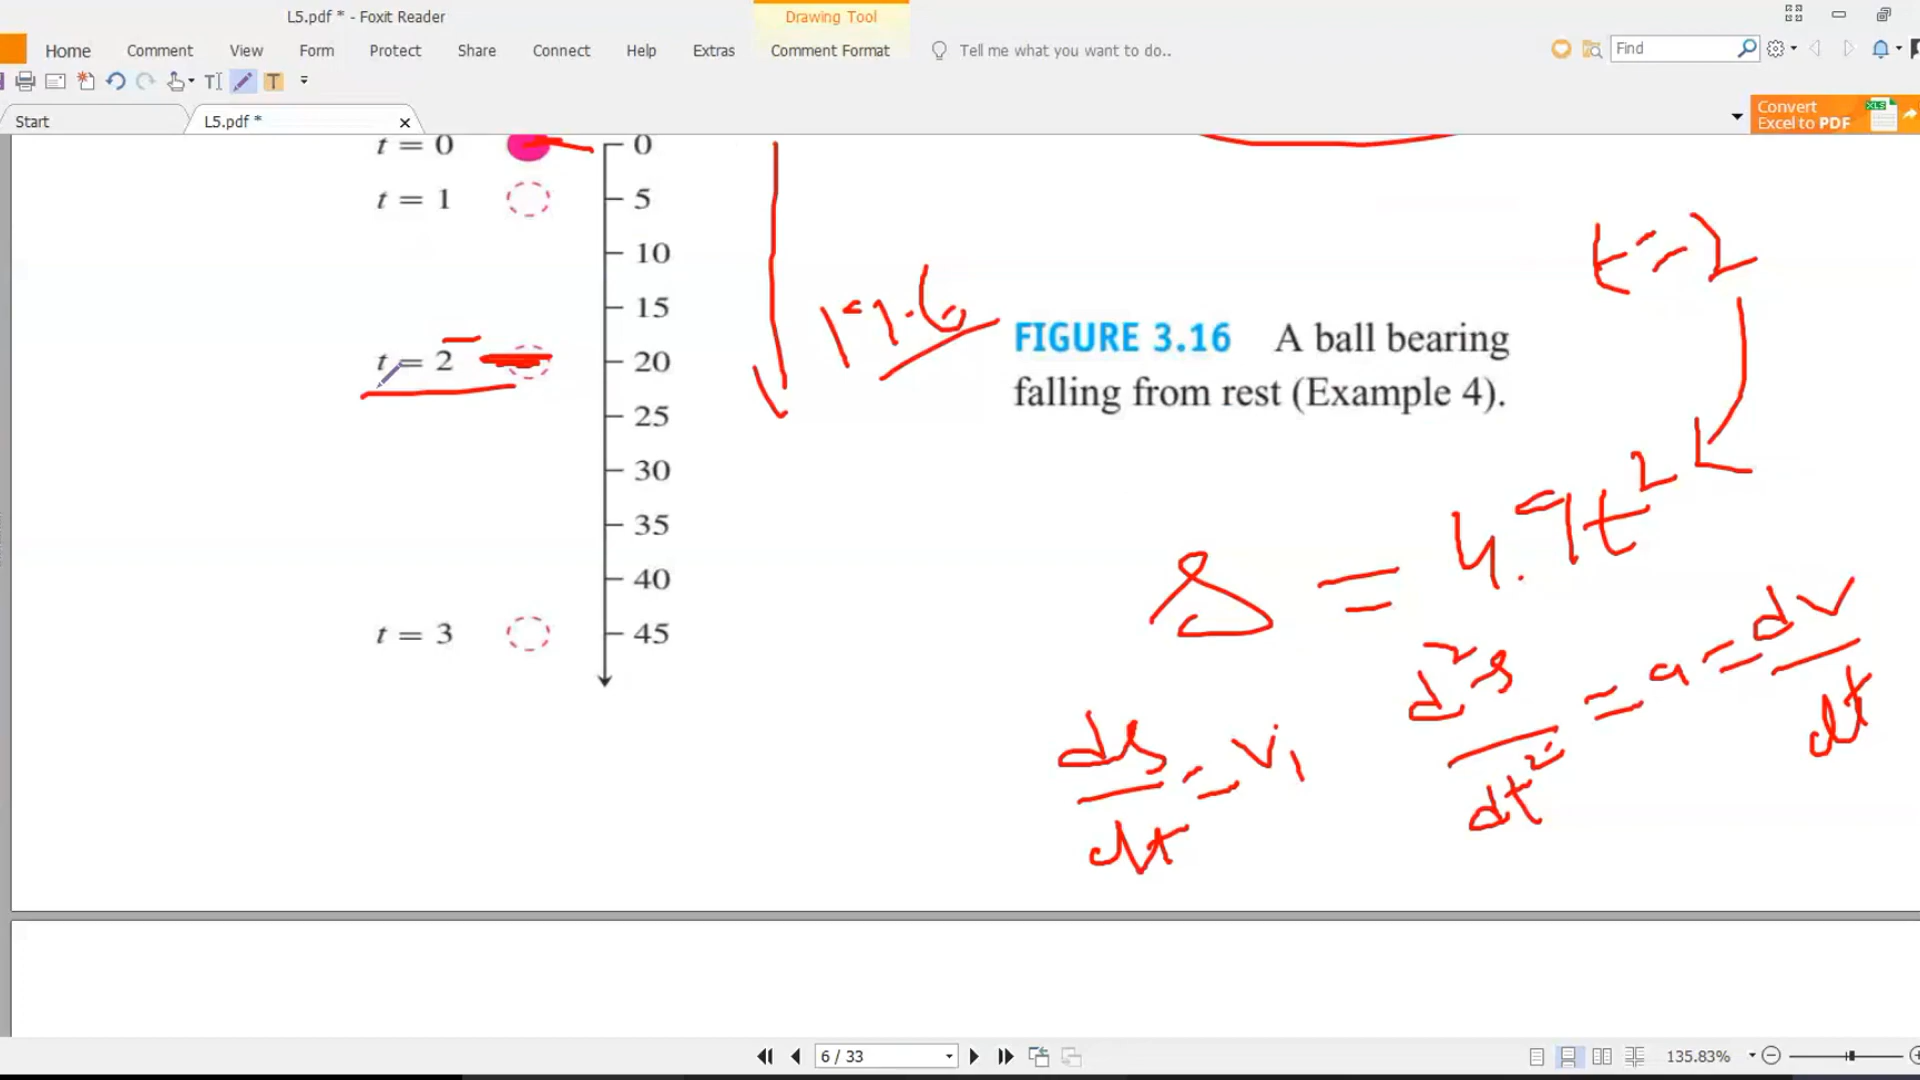 L5.pdf * - Foxit Reader
Drawing Tool
Home Comment View Form Protect Share Connect Help Extras Comment Format Tell me what you want to do.. Find
Start
L5.pdf *
Convert
Excel to PDF
XLS
t = 0 0
t = 1 5
10
15
t = 2 20
25
30
35
40
t = 3 45
19.6
t = 2
FIGURE 3.16 A ball bearing
falling from rest (Example 4).
s = 4.9t²
ds/dt = v, d²s/dt² = a = dv/dt
6 / 33
135.83%